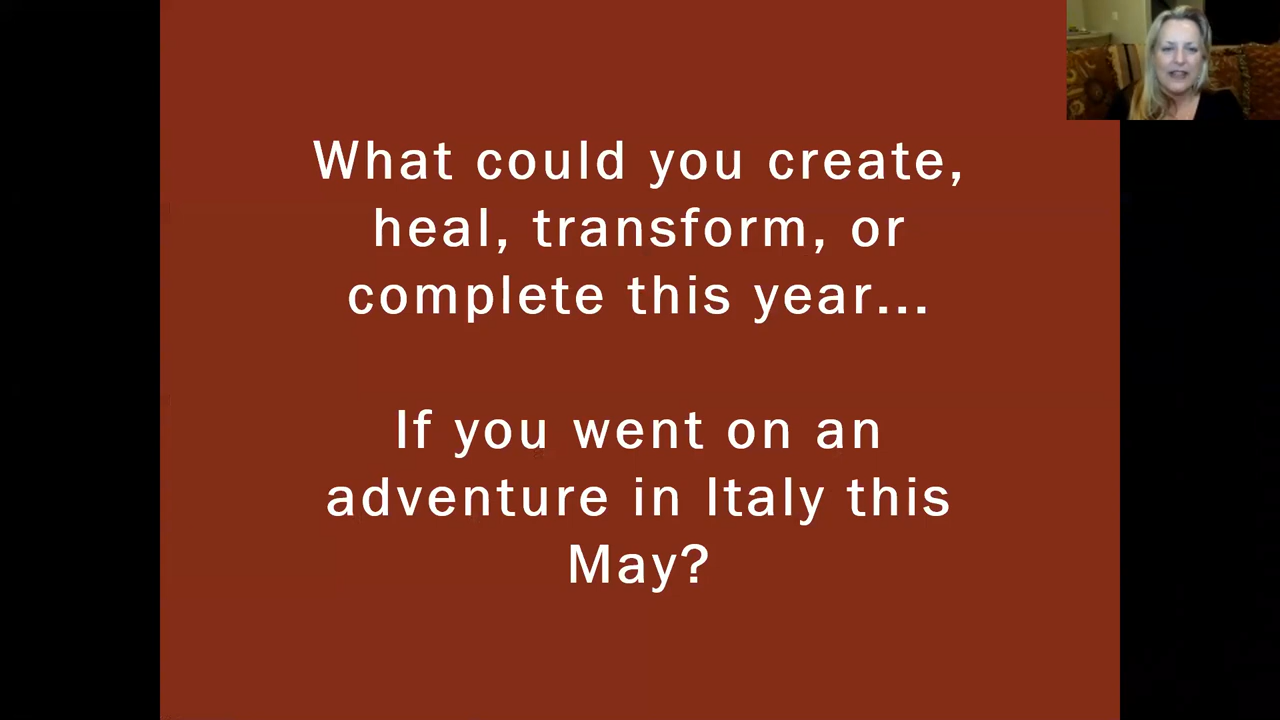 What could you create,
heal, transform, or
complete this year...
If you went on an
adventure in Italy this
May?